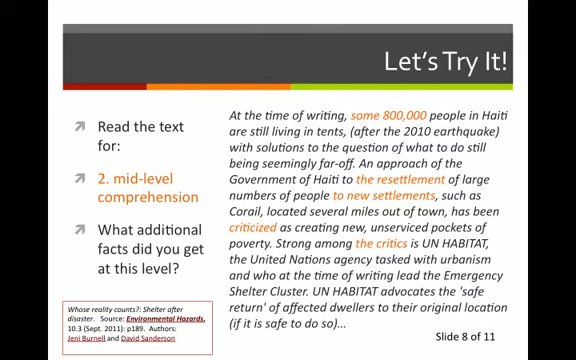 Let's Try It!
Read the text
for:
2. mid-level
comprehension
What additional
facts did you get
at this level?
At the time of writing, some 800,000 people in Haiti
are still living in tents, (after the 2010 earthquake)
with solutions to the question of what to do still
being seemingly far-off. An approach of the
Government of Haiti to the resettlement of large
numbers of people to new settlements, such as
Corail, located several miles out of town, has been
criticized as creating new, unserviced pockets of
poverty. Strong among the critics is UN HABITAT,
the United Nations agency tasked with urbanism
and who at the time of writing lead the Emergency
Shelter Cluster. UN HABITAT advocates the 'safe
return' of affected dwellers to their original location
(if it is safe to do so)...
Whose reality counts?: Shelter after
disaster. Source: Environmental Hazards,
10.3 (Sept. 2011): p189. Authors:
Jeni Burnell and David Sanderson
Slide 8 of 11